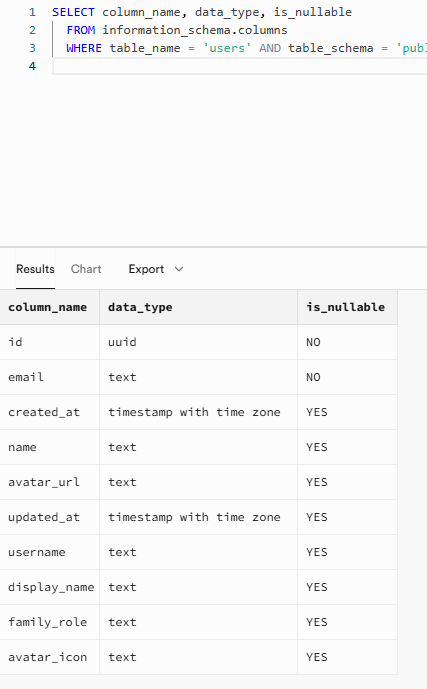 1 SELECT column_name, data_type, is_nullable
2 FROM information_schema.columns
3 WHERE table_name = 'users' AND table_schema = 'publ
4
Results Chart Export
column_name data_type is_nullable
id uuid NO
email text NO
created_at timestamp with time zone YES
name text YES
avatar_url text YES
updated_at timestamp with time zone YES
username text YES
display_name text YES
family_role text YES
avatar_icon text YES